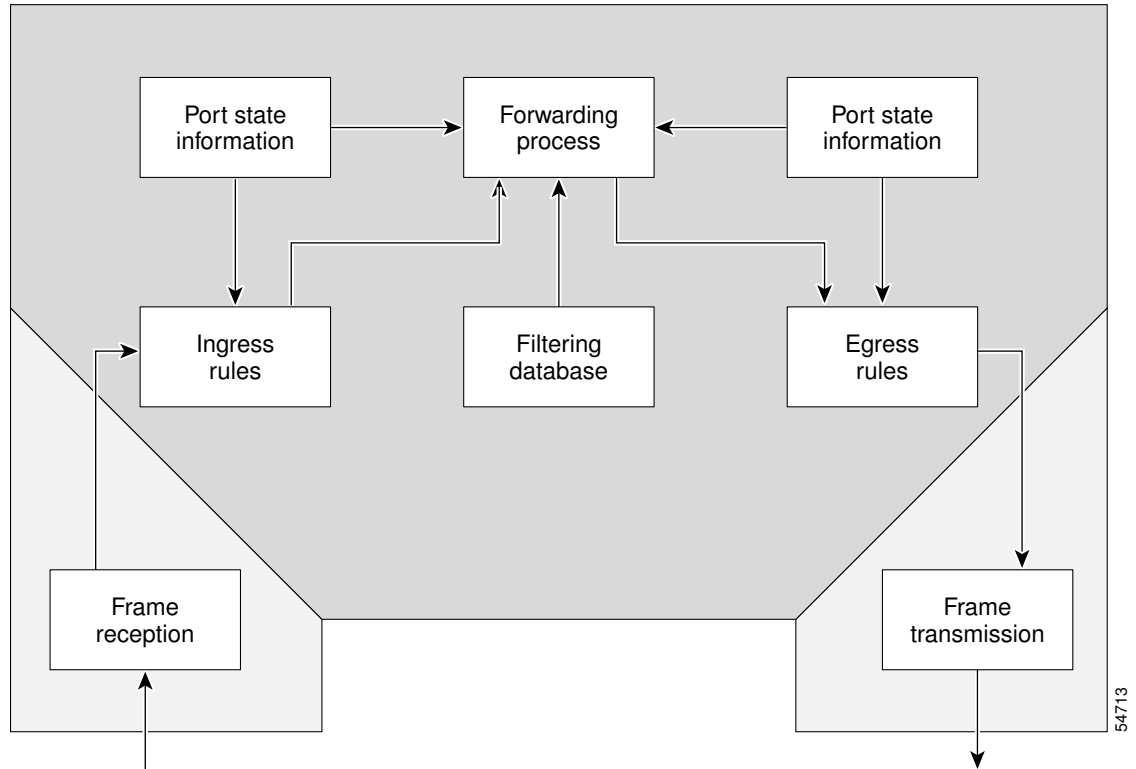 Port state
information
Forwarding
process
Port state
information
Ingress
rules
Filtering
database
Egress
rules
Frame
reception
Frame
transmission
54713